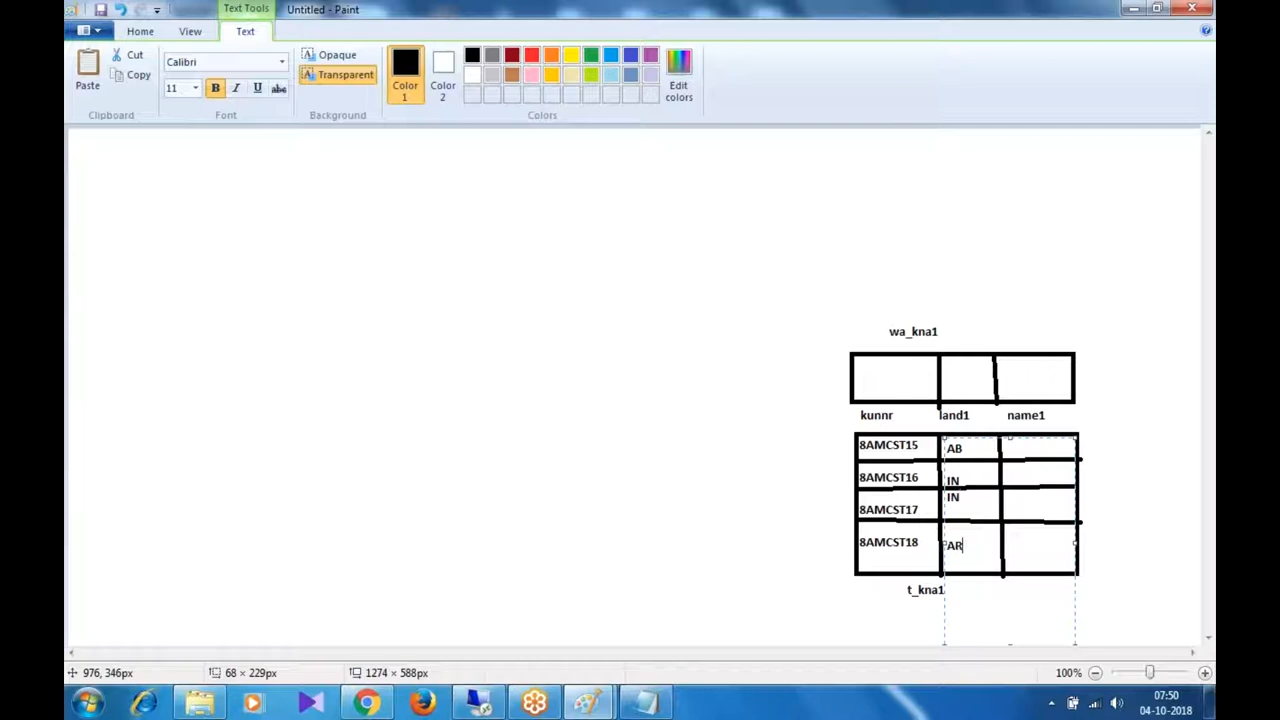 Text Tools
Untitled - Paint
Home
View
Text
Paste
Cut
Copy
Clipboard
Calibri
11
B
I
U
abc
Font
Opaque
Transparent
Background
Color
1
Color
2
Edit
colors
Colors
wa_kna1
kunnr
land1
name1
8AMCST15
AB
8AMCST16
IN
IN
8AMCST17
8AMCST18
AR
t_kna1
976, 346px
68 × 229px
1274 × 588px
100%
07:50
04-10-2018